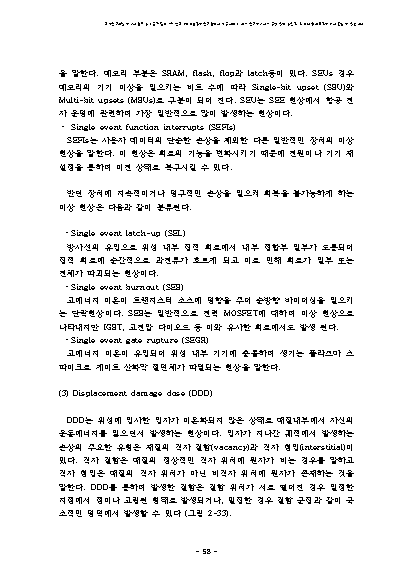 을 말한다. 메모리 부분은 SRAM, flash, flop과 latch등이 있다. SEUs 경우
메모리의 기기 이상을 일으키는 비트 수에 따라 Single-bit upset (SBU)와
Multi-bit upsets (MBUs)로 구분이 되어 진다. SEU는 SEE 현상에서 항공 전
자 운영에 관련하여 가장 일반적으로 많이 발생하는 현상이다.
· Single event function interrupts (SEFIs)
SEFIs는 사용자 데이터의 단순한 손상을 제외한 다른 일반적인 장치의 이상
현상을 말한다. 이 현상은 회로의 기능을 변화시키기 때문에 전원이나 기기 재
설정을 통하여 이전 상태로 복구시킬 수 있다.
반면 장치에 지속적이거나 영구적인 손상을 일으켜 회복을 불가능하게 하는
이상 현상은 다음과 같이 분류된다.
· Single event latch-up (SEL)
방사선의 유입으로 위성 내부 집적 회로에서 내부 접합부 일부가 도통되어
집적 회로에 순간적으로 과전류가 흐르게 되고 이로 인해 회로가 일부 또는
전체가 파괴되는 현상이다.
· Single event burnout (SEB)
고에너지 이온이 트랜지스터 소스에 영향을 주어 순방향 바이어싱을 일으키
는 단락현상이다. SEB는 일반적으로 전력 MOSFET에 대하여 이상 현상으로
나타내지만 IGBT, 고전압 다이오드 등 이와 유사한 회로에서도 발생 된다.
· Single event gate rupture (SEGR)
고에너지 이온이 유입되어 위성 내부 기기에 충돌하여 생기는 플라즈마 스
파이크로 게이트 산화막 절연체가 파열되는 현상을 말한다.
(3) Displacement damage dose (DDD)
DDD는 위성에 입사한 입자가 이온화되지 않은 상태로 재질내부에서 자신의
운동에너지를 잃으면서 발생하는 현상이다. 입자가 지나간 궤적에서 발생하는
손상의 주요한 유형은 재질의 격자 결함(vacancy)과 격자 형입(interstitial)이
있다. 격자 결함은 재질의 정상적인 격자 위치에 원자가 비는 경우를 말하고
격자 형입은 재질의 격자 위치가 아닌 비격자 위치에 원자가 존재하는 것을
말한다. DDD를 통하여 발생한 결함은 결함 위치가 서로 떨어진 경우 밀접한
지점에서 점이나 고립된 형태로 발생되거나, 밀집한 경우 결함 군집과 같이 국
소적인 영역에서 발생할 수 있다 (그림 2-33).
- 58 -